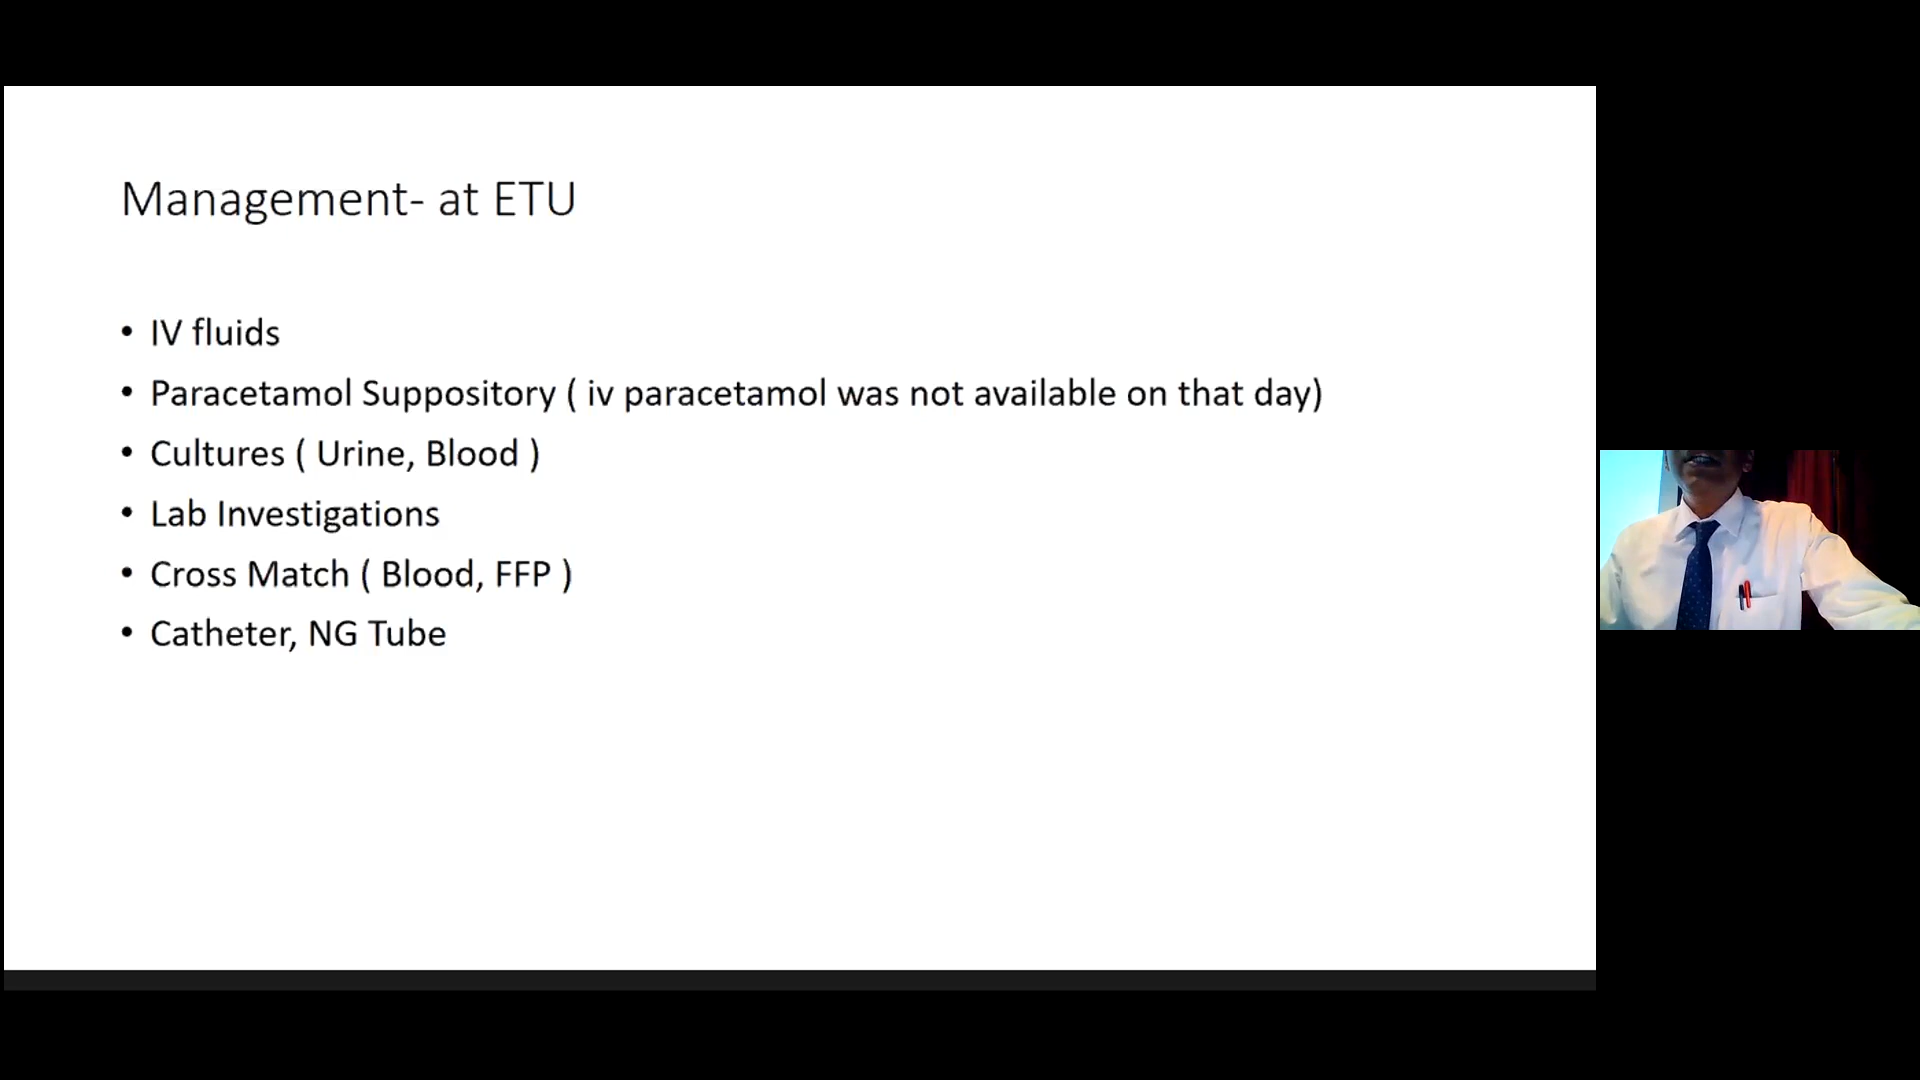 Management- at ETU
• IV fluids
• Paracetamol Suppository ( iv paracetamol was not available on that day)
• Cultures ( Urine, Blood )
• Lab Investigations
• Cross Match ( Blood, FFP )
• Catheter, NG Tube